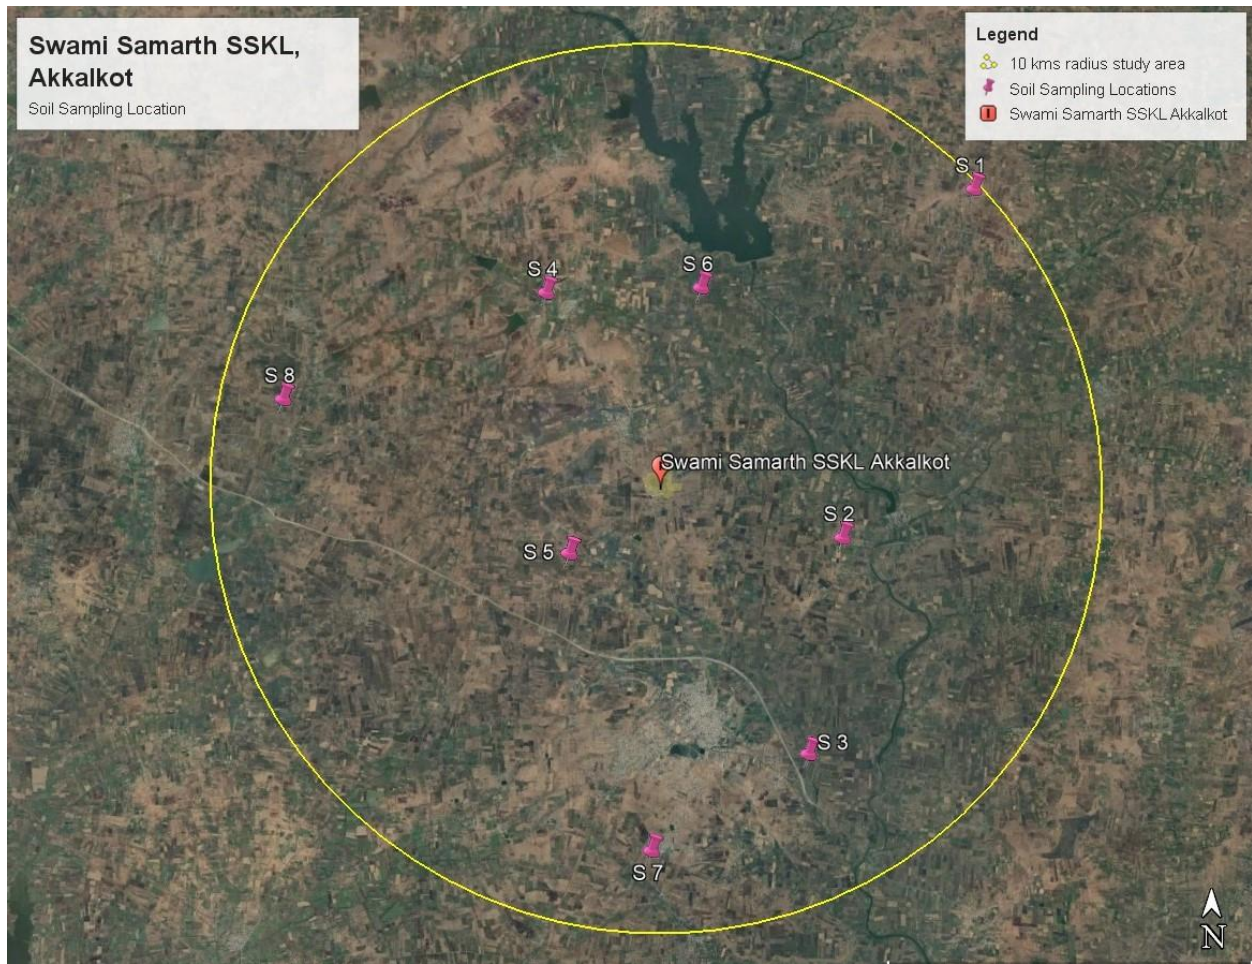 Swami Samarth SSKL,
Akkalkot
Soil Sampling Location
Legend
10 kms radius study area
Soil Sampling Locations
Swami Samarth SSKL Akkalkot
S 1
S 6
S 4
S 8
Swami Samarth SSKL Akkalkot
S 2
S 5
S 3
S 7
N